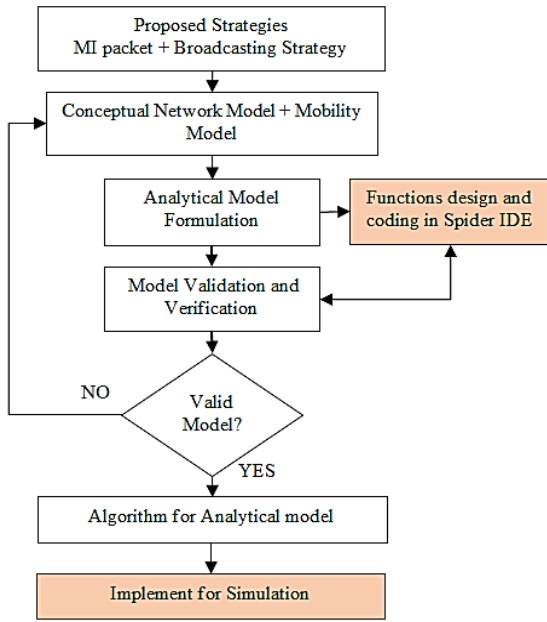 Proposed Strategies
MI packet + Broadcasting Strategy
Conceptual Network Model + Mobility
Model
Analytical Model
Formulation
Functions design and
coding in Spider IDE
Model Validation and
Verification
NO
Valid
Model?
YES
Algorithm for Analytical model
Implement for Simulation